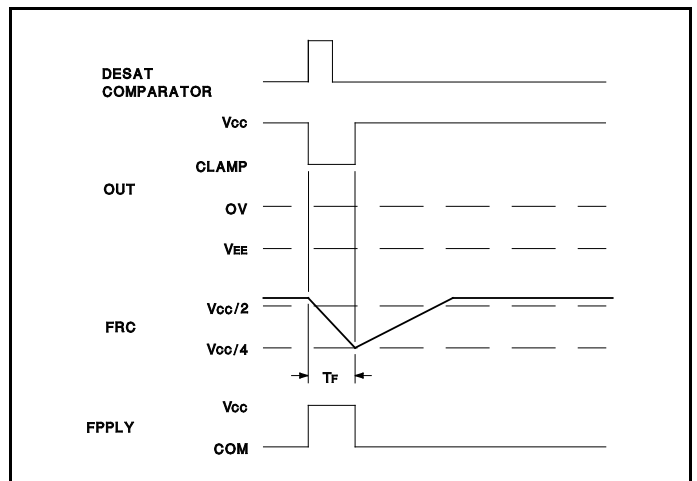 DESAT
COMPARATOR
Vcc
CLAMP
OUT
OV
VEE
Vcc/2
FRC
Vcc/4
TF
Vcc
FPPLY
COM